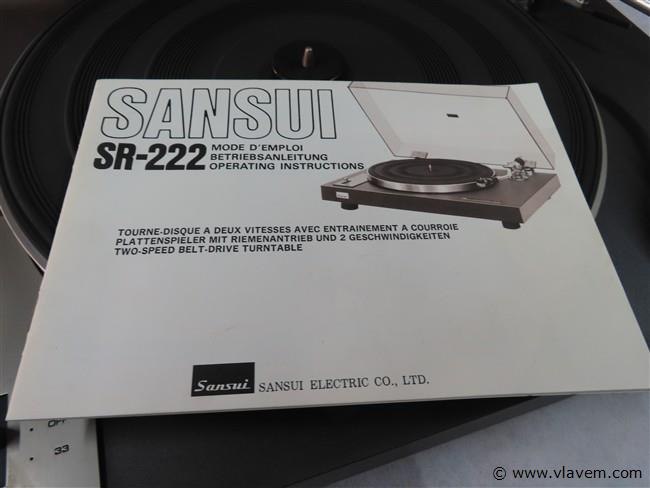 SANSUI
SR-222
MODE D'EMPLOI
BETRIEBSANLEITUNG
OPERATING INSTRUCTIONS
TOURNE-DISQUE A DEUX VITESSES AVEC ENTRAINEMENT A COURROIE
PLATTENSPIELER MIT RIEMENANTRIEB UND 2 GESCHWINDIGKEITEN
TWO-SPEED BELT-DRIVE TURNTABLE
Sansui SANSUI ELECTRIC CO., LTD.
OFF
33
© www.vlavem.com